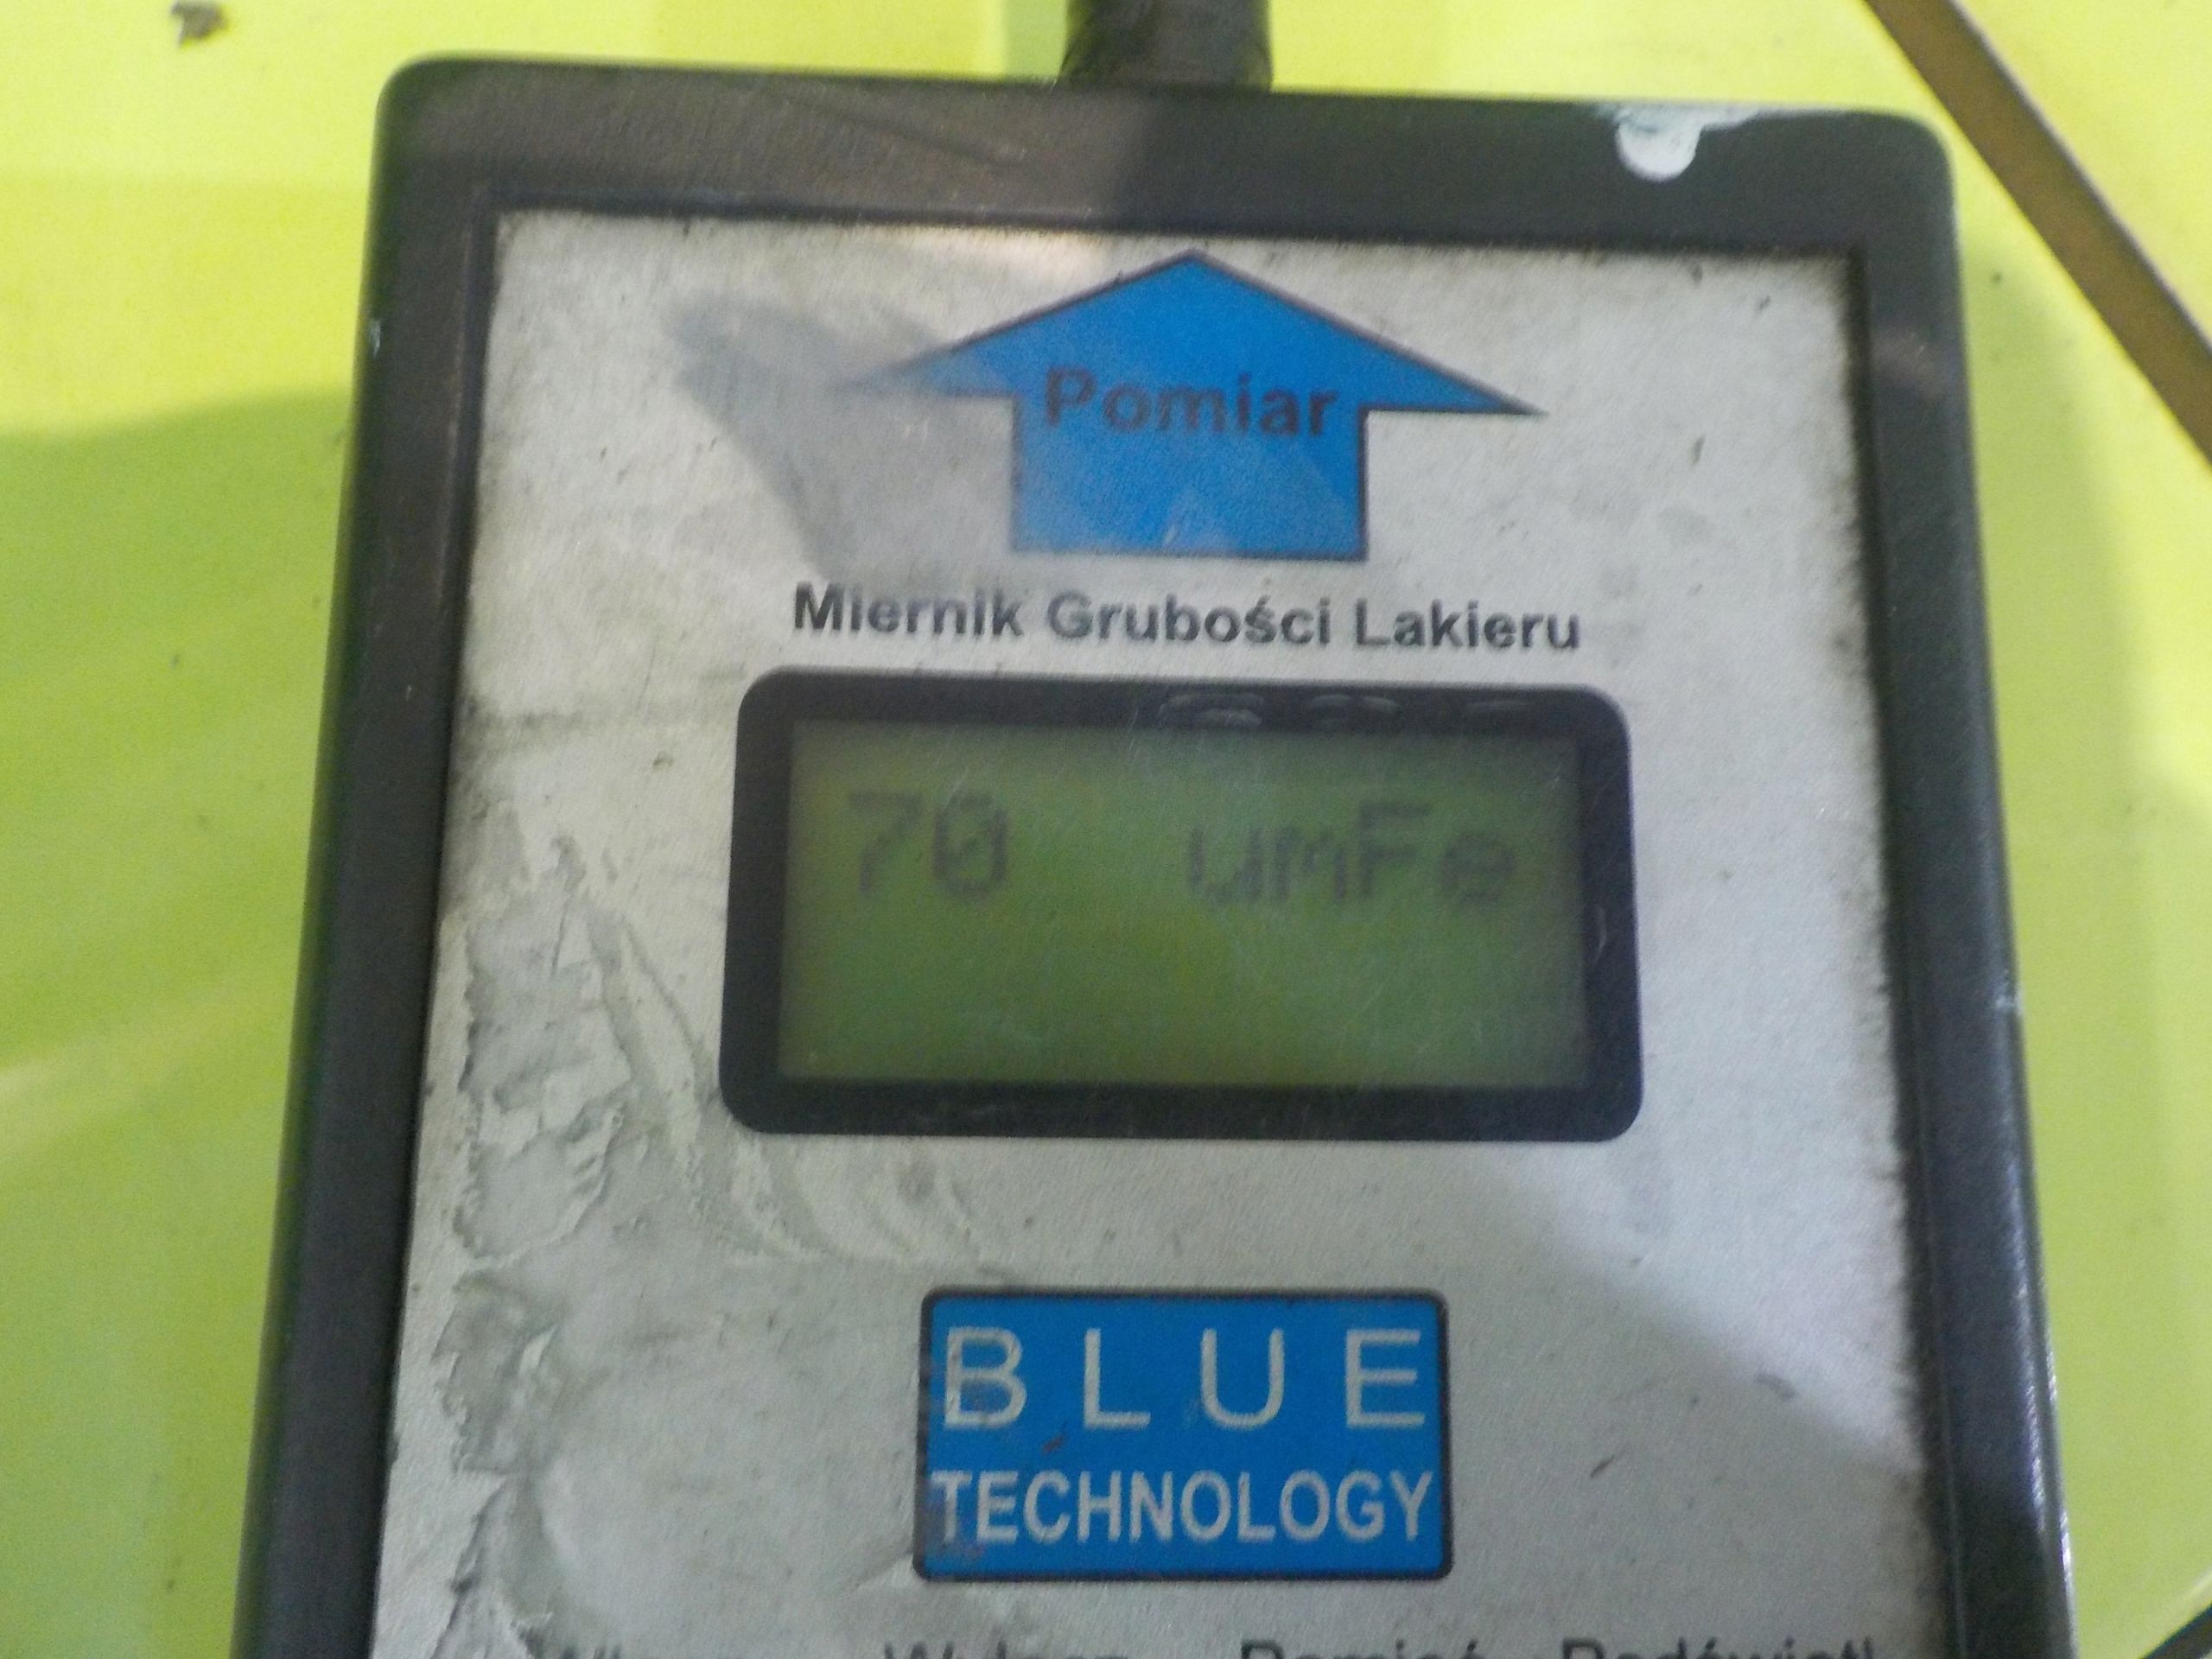 Pomiar
Miernik Grubości Lakieru
70 umFe
BLUE
TECHNOLOGY